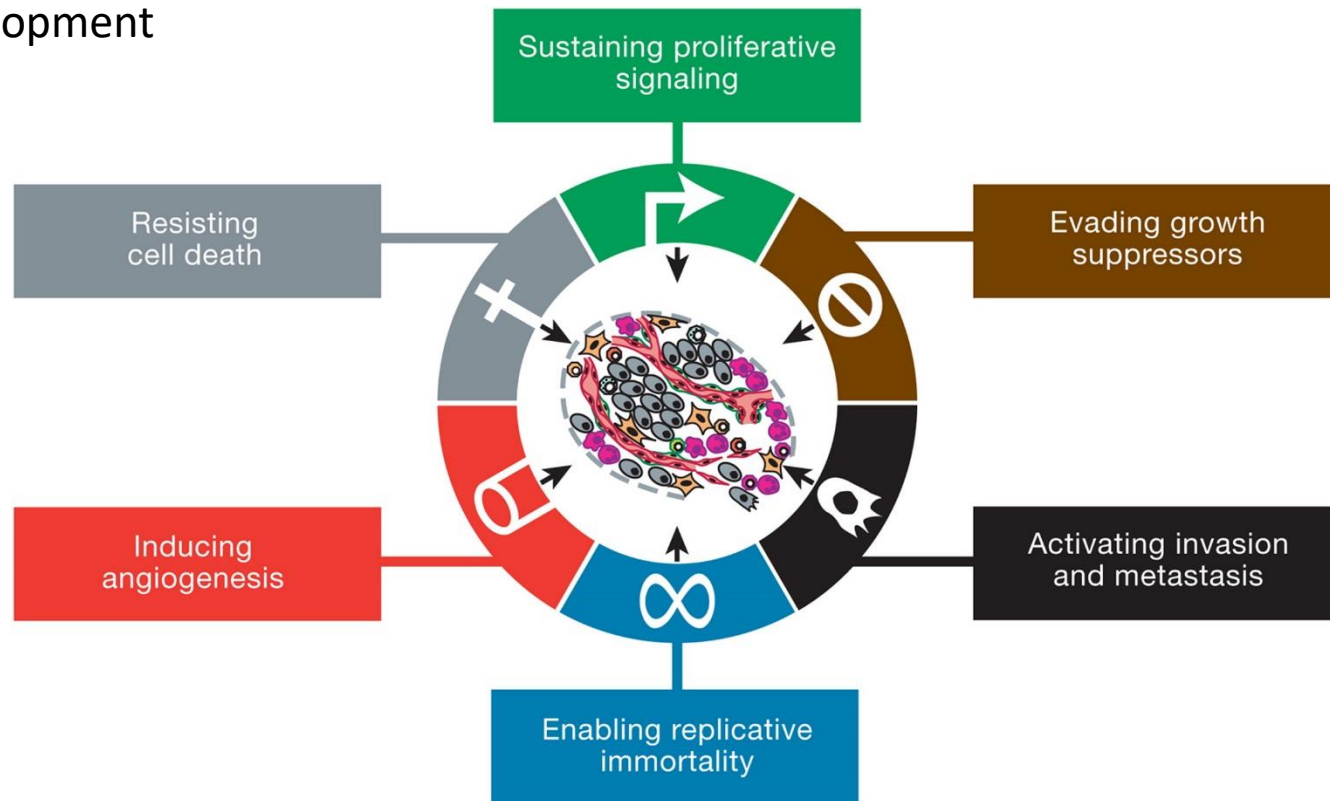 opment
Sustaining proliferative
signaling
Resisting
cell death
Evading growth
suppressors
Inducing
angiogenesis
Activating invasion
and metastasis
Enabling replicative
immortality